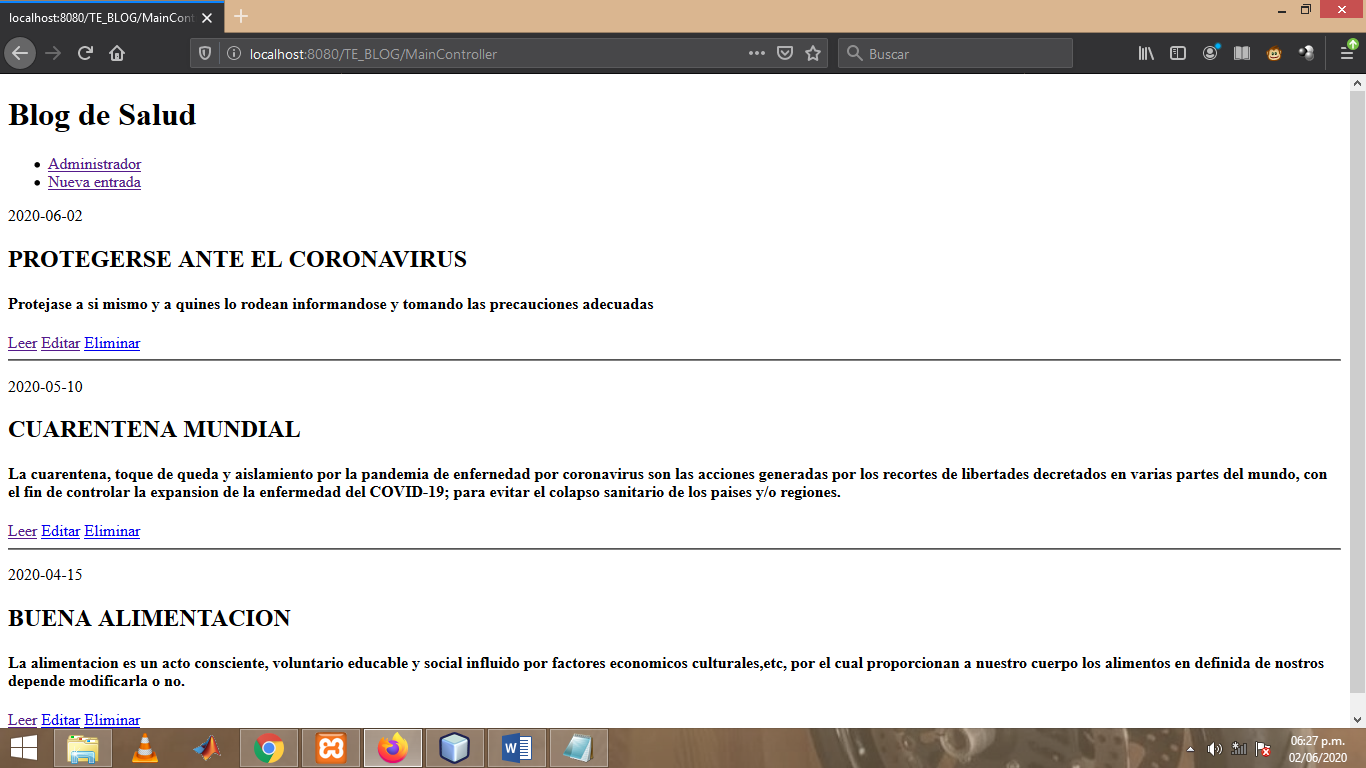 localhost:8080/TE_BLOG/MainCont
localhost:8080/TE_BLOG/MainController
Buscar
Blog de Salud
Administrador
Nueva entrada
2020-06-02
PROTEGERSE ANTE EL CORONAVIRUS
Protejase a si mismo y a quines lo rodean informandose y tomando las precauciones adecuadas
Leer Editar Eliminar
2020-05-10
CUARENTENA MUNDIAL
La cuarentena, toque de queda y aislamiento por la pandemia de enfernedad por coronavirus son las acciones generadas por los recortes de libertades decretados en varias partes del mundo, con
el fin de controlar la expansion de la enfermedad del COVID-19; para evitar el colapso sanitario de los paises y/o regiones.
Leer Editar Eliminar
2020-04-15
BUENA ALIMENTACION
La alimentacion es un acto consciente, voluntario educable y social influido por factores economicos culturales,etc, por el cual proporcionan a nuestro cuerpo los alimentos en definida de nostros
depende modificarla o no.
Leer Editar Eliminar
06:27 p.m.
02/06/2020